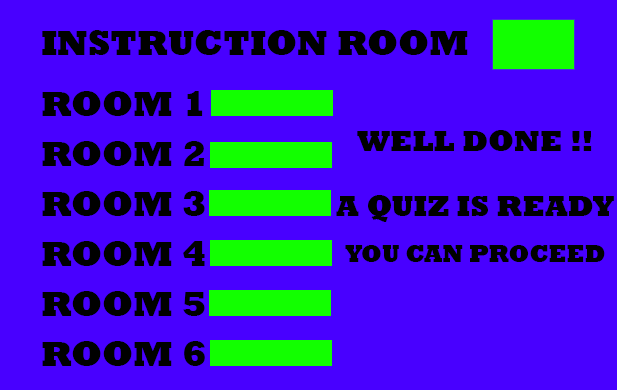 INSTRUCTION ROOM
ROOM 1
ROOM 2
ROOM 3
ROOM 4
ROOM 5
ROOM 6
WELL DONE !!
A QUIZ IS READY
YOU CAN PROCEED